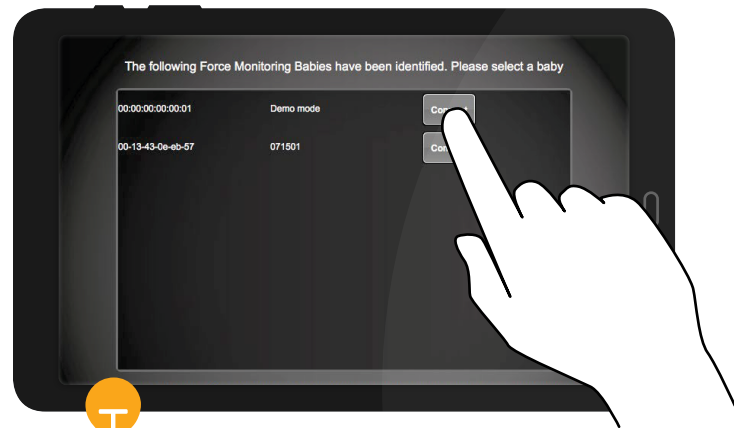 The following Force Monitoring Babies have been identified. Please select a baby
00:00:00:00:00:01 Demo mode
00-13-43-0e-eb-57 071501